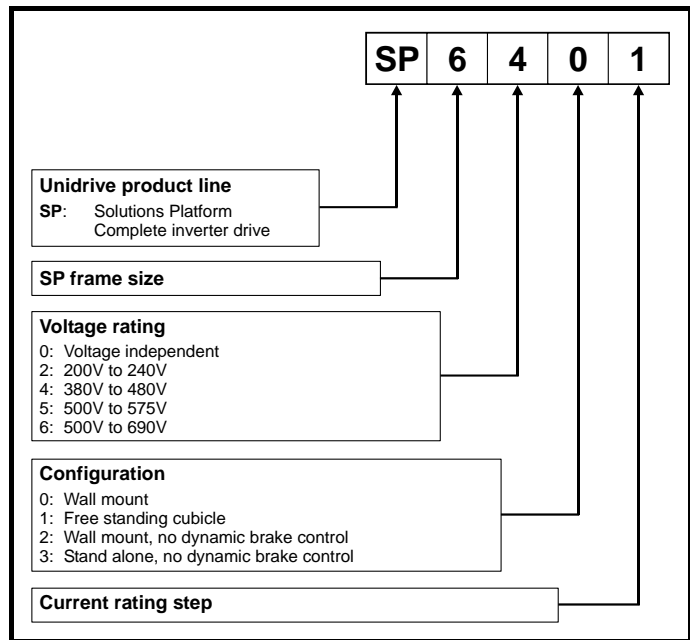 SP 6 4 0 1
Unidrive product line
SP: Solutions Platform
Complete inverter drive
SP frame size
Voltage rating
0: Voltage independent
2: 200V to 240V
4: 380V to 480V
5: 500V to 575V
6: 500V to 690V
Configuration
0: Wall mount
1: Free standing cubicle
2: Wall mount, no dynamic brake control
3: Stand alone, no dynamic brake control
Current rating step